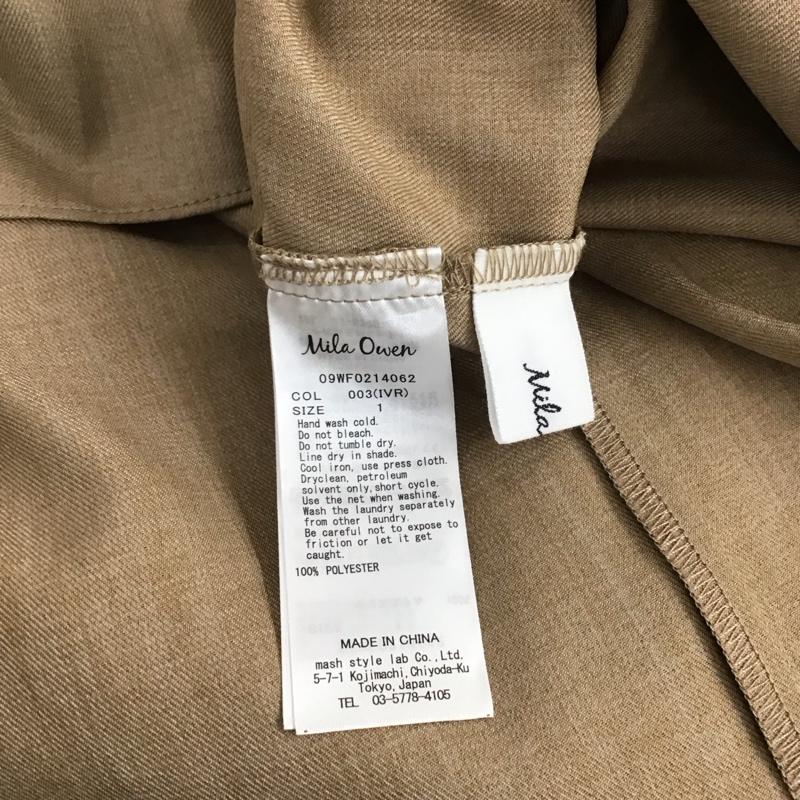 Mila Owen
09WF0214062
COL 003(IVR)
SIZE 1
Hand wash cold.
Do not bleach.
Do not tumble dry.
Line dry in shade.
Cool iron, use press cloth.
Dryclean, petroleum
solvent only,short cycle.
Use the net when washing.
Wash the laundry separately
from other laundry.
Be careful not to expose to
friction or let it get
caught.
100% POLYESTER
MADE IN CHINA
mash style lab Co.,Ltd.
5-7-1 Kojimachi,Chiyoda-Ku
Tokyo,Japan
TEL 03-5778-4105
Mila